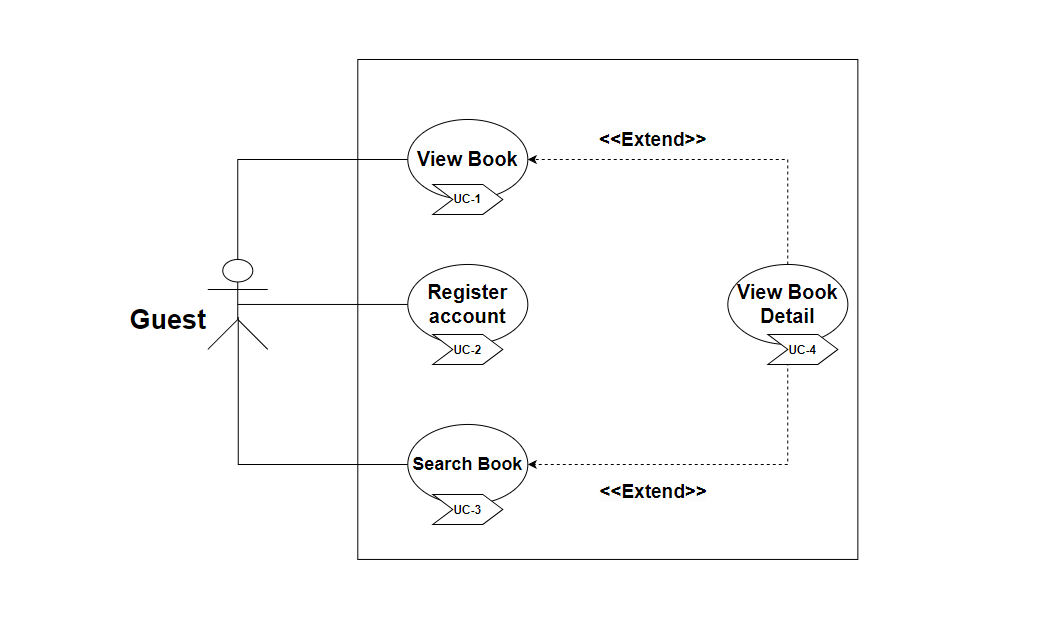 <<Extend>>
View Book
UC-1
Register
account
UC-2
View Book
Detail
UC-4
Guest
Search Book
UC-3
<<Extend>>